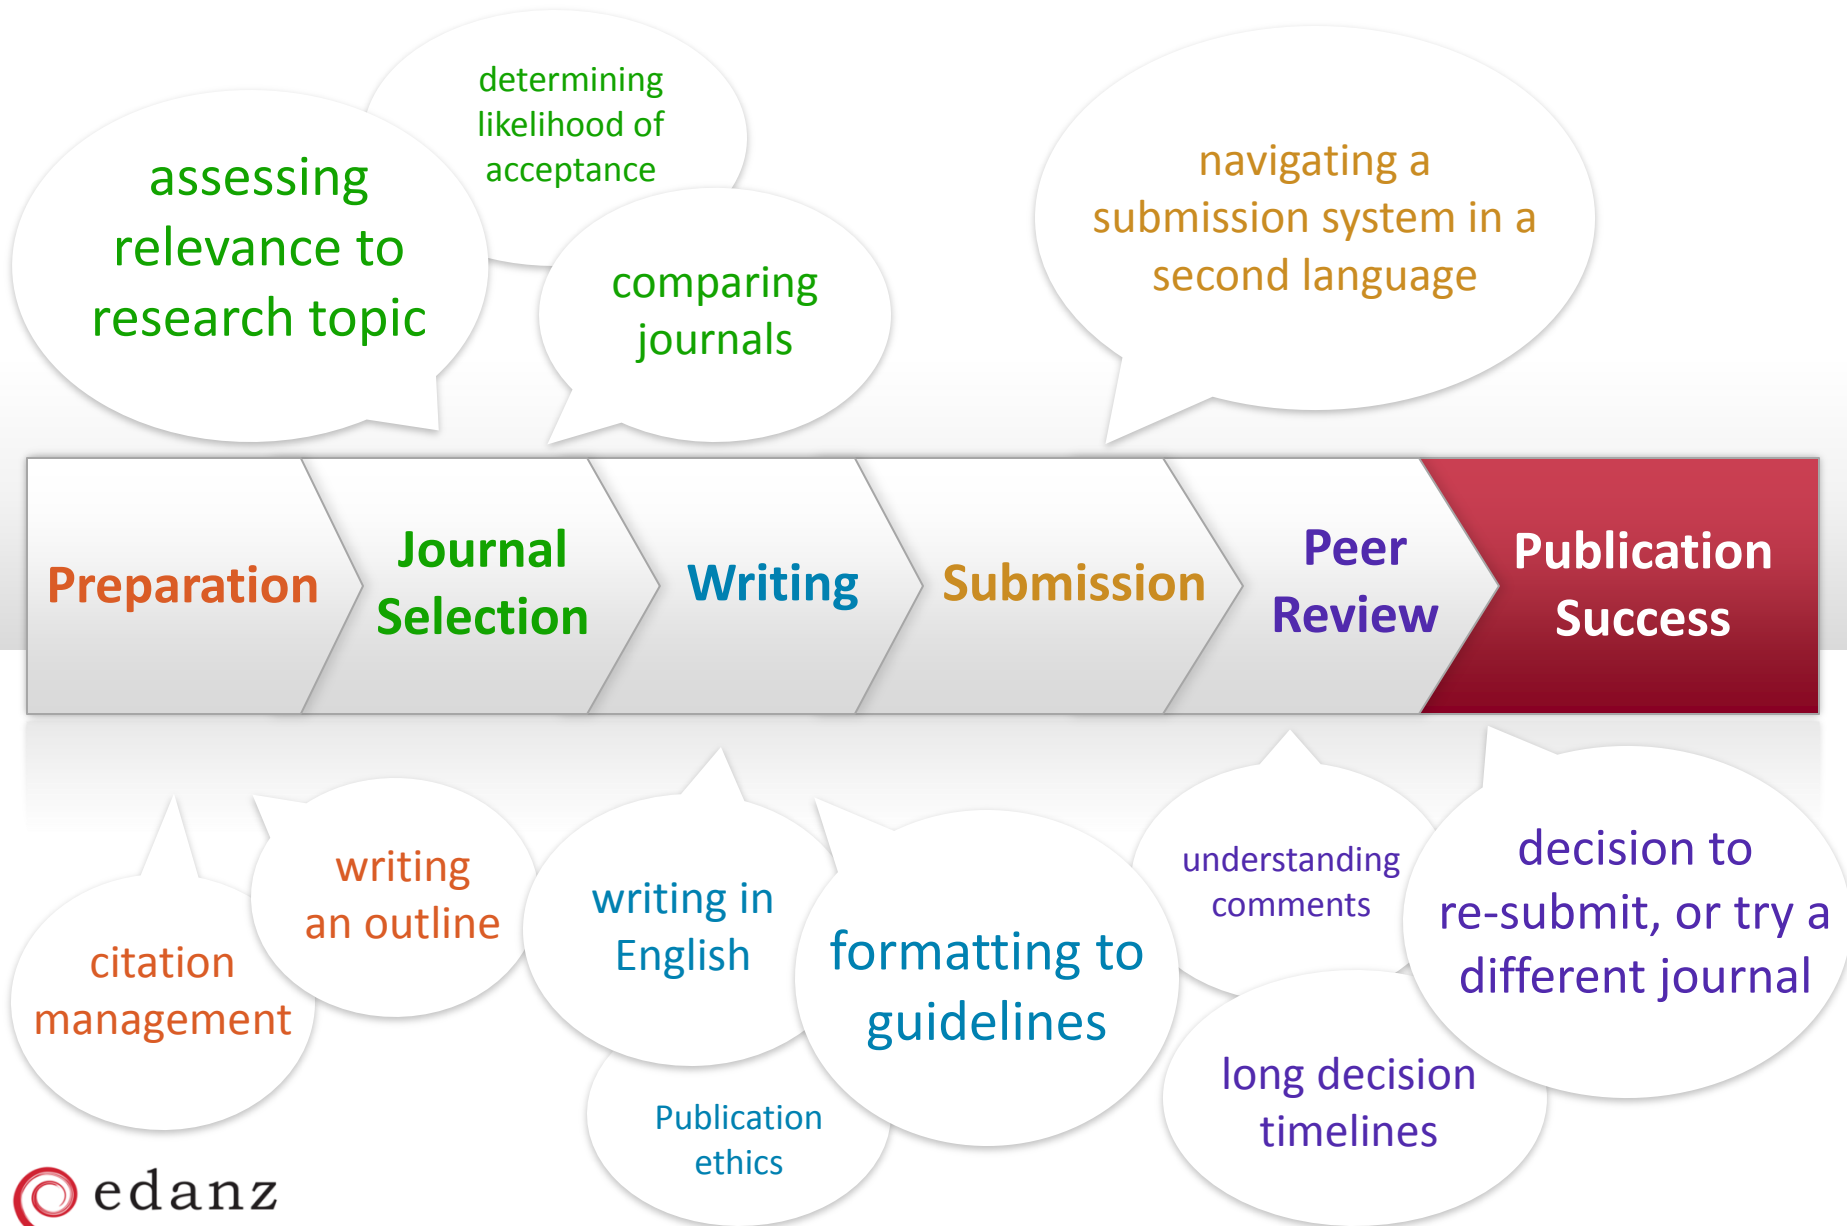 determining
likelihood of
acceptance
assessing
relevance to
research topic
comparing
journals
navigating a
submission system in a
second language
Preparation
Journal
Selection
Writing
Submission
Peer
Review
Publication
Success
citation
management
writing
an outline
writing in
English
Publication
ethics
formatting to
guidelines
understanding
comments
long decision
timelines
decision to
re-submit, or try a
different journal
edanz